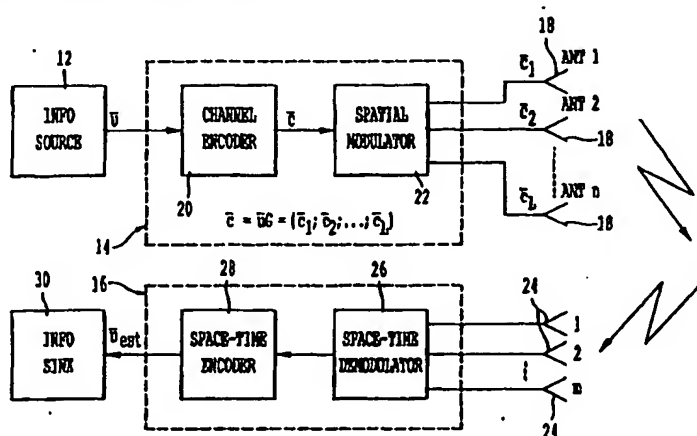 12
INFO
SOURCE
ū
CHANNEL
ENCODER
20
c̄
SPATIAL
MODULATOR
22
c̄1
18
ANT 1
c̄2
ANT 2
18
c̄L
ANT n
18
14
c̄ = ūG = (c̄1; c̄2; ...; c̄L)
30
INFO
SINK
ūest
16
28
SPACE-TIME
ENCODER
26
SPACE-TIME
DEMODULATOR
24
1
2
m
24